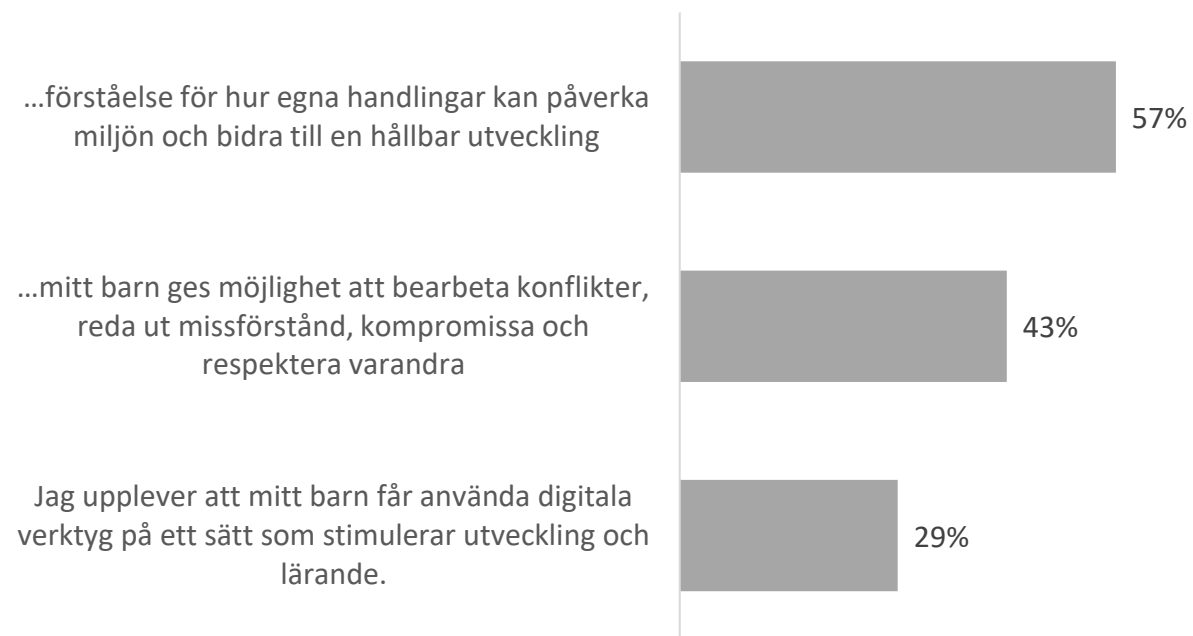 ...förståelse för hur egna handlingar kan påverka
miljön och bidra till en hållbar utveckling
57%
...mitt barn ges möjlighet att bearbeta konflikter,
reda ut missförstånd, kompromissa och
respektera varandra
43%
Jag upplever att mitt barn får använda digitala
verktyg på ett sätt som stimulerar utveckling och
lärande.
29%